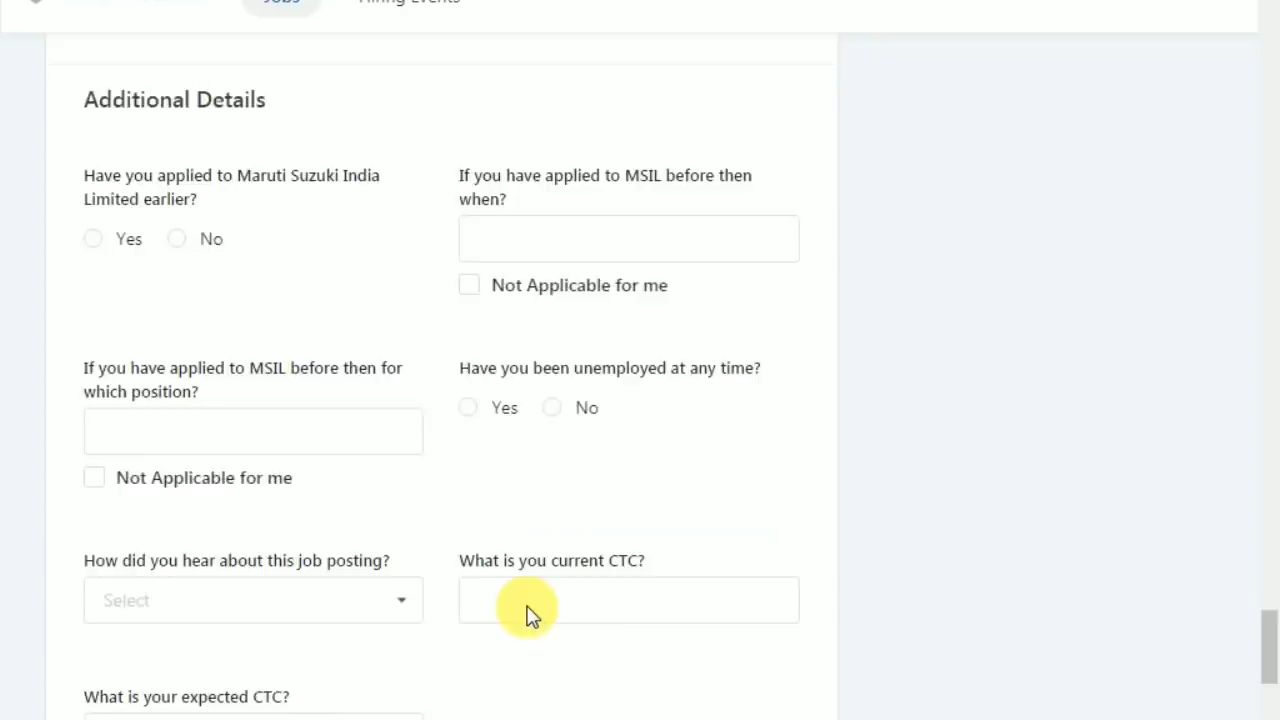 Jobs
Hiring Events
Additional Details
Have you applied to Maruti Suzuki India
Limited earlier?
Yes
No
If you have applied to MSIL before then
when?
Not Applicable for me
If you have applied to MSIL before then for
which position?
Not Applicable for me
Have you been unemployed at any time?
Yes
No
How did you hear about this job posting?
Select
What is you current CTC?
What is your expected CTC?